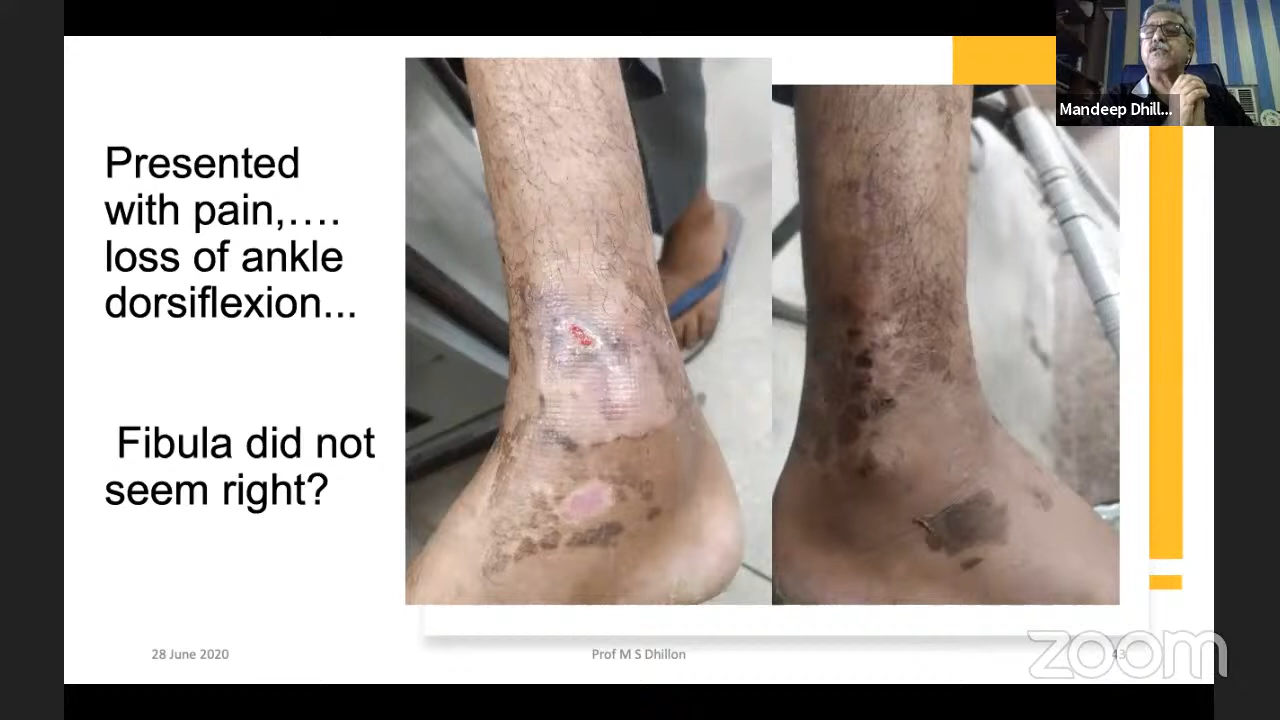 Mandeep Dhill...
Presented
with pain,....
loss of ankle
dorsiflexion...
Fibula did not
seem right?
28 June 2020
Prof M S Dhillon
43
zoom